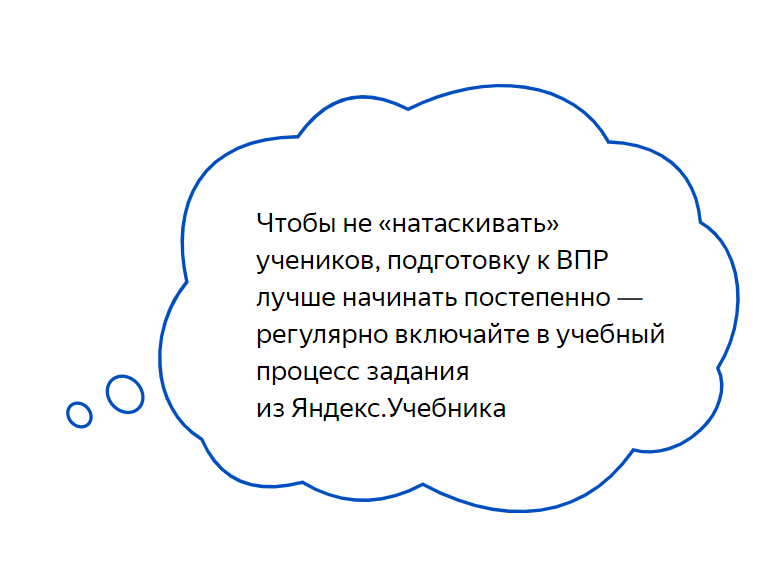 Чтобы не «натаскивать»
учеников, подготовку к ВПР
лучше начинать постепенно —
регулярно включайте в учебный
процесс задания
из Яндекс.Учебника